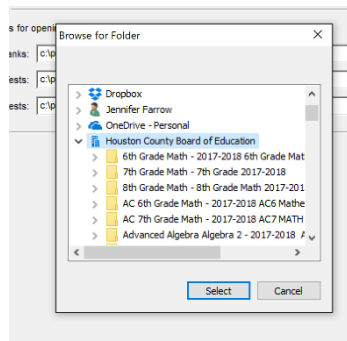 s for openi
Browse for Folder
anks: c:\p
ests: c:\p
ests: c:\p
Dropbox
Jennifer Farrow
OneDrive - Personal
Houston County Board of Education
6th Grade Math - 2017-2018 6th Grade Mat
7th Grade Math - 7th Grade 2017-2018
8th Grade Math - 8th Grade Math 2017-201
AC 6th Grade Math - 2017-2018 AC6 Mathe
AC 7th Grade Math - 2017-2018 AC7 MATH
Advanced Algebra Algebra 2 - 2017-2018 A
Select Cancel